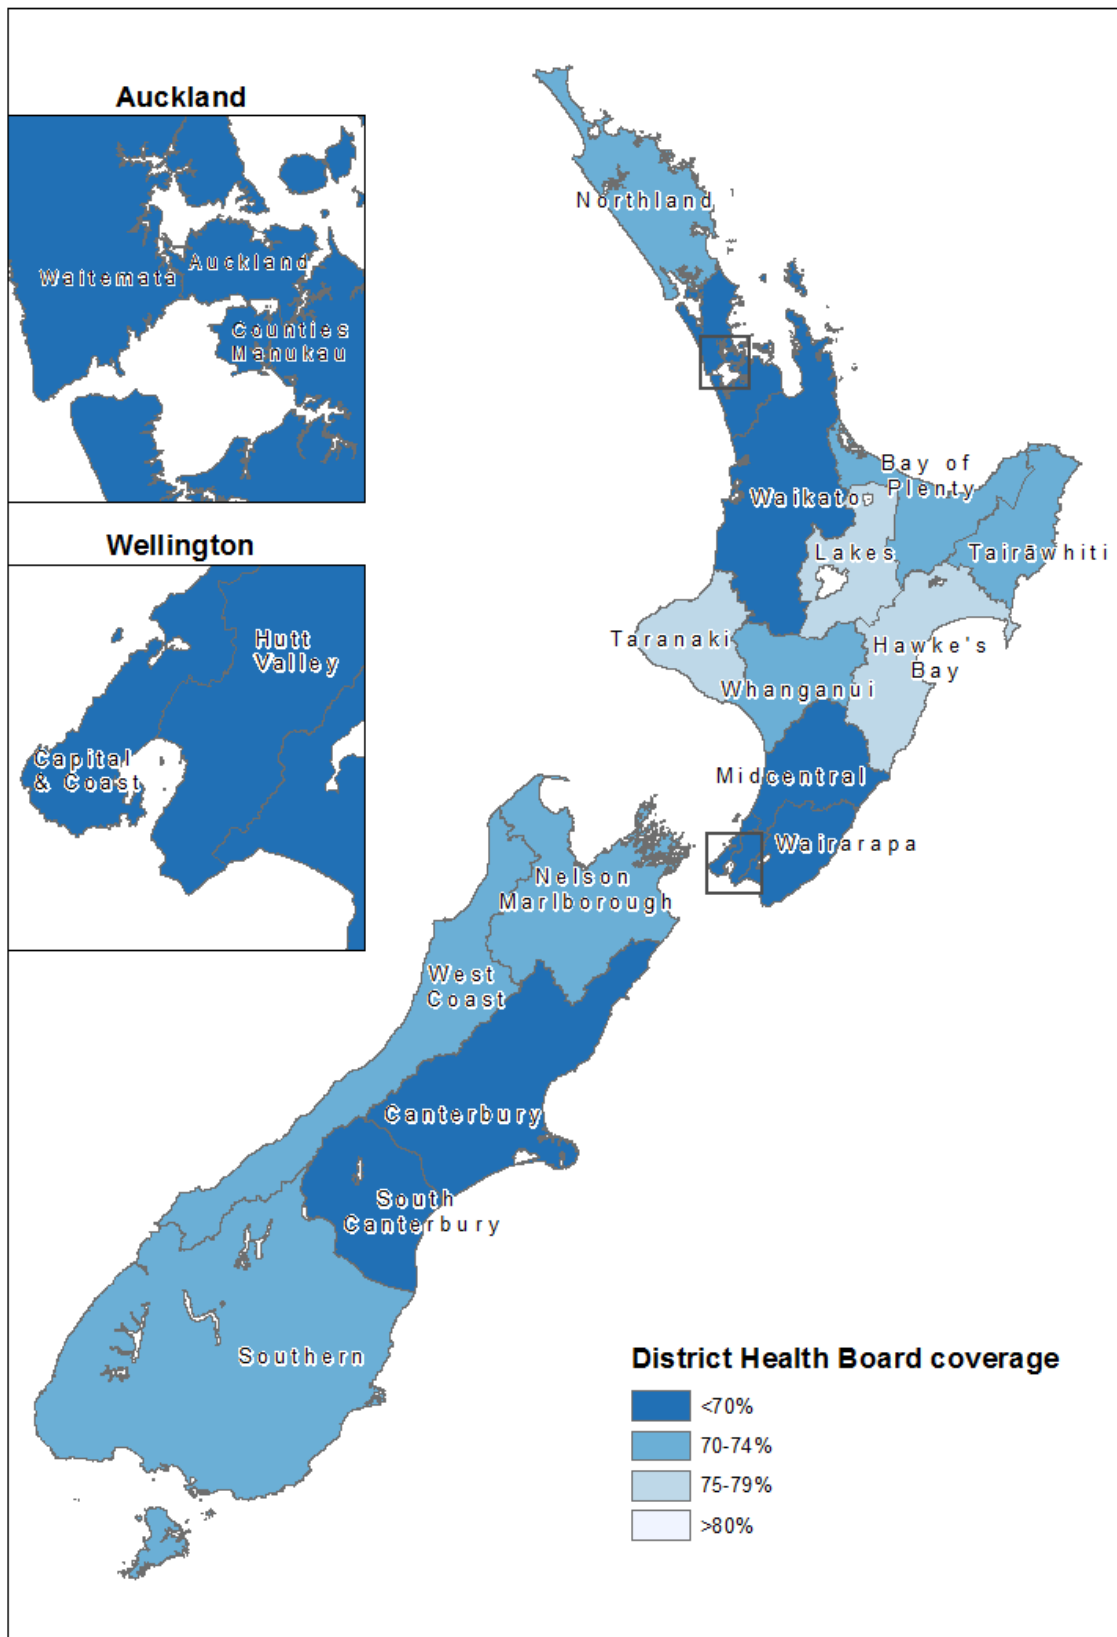 Auckland
Waitematā
Auckland
Counties
Manukau
Wellington
Hutt
Valley
Capital
& Coast
Northland
Bay of
Plenty
Waikato
Lakes
Tairāwhiti
Taranaki
Hawke's
Bay
Whanganui
Midcentral
Wairarapa
Nelson
Marlborough
West
Coast
Canterbury
South
Canterbury
Southern
District Health Board coverage
<70%
70-74%
75-79%
>80%